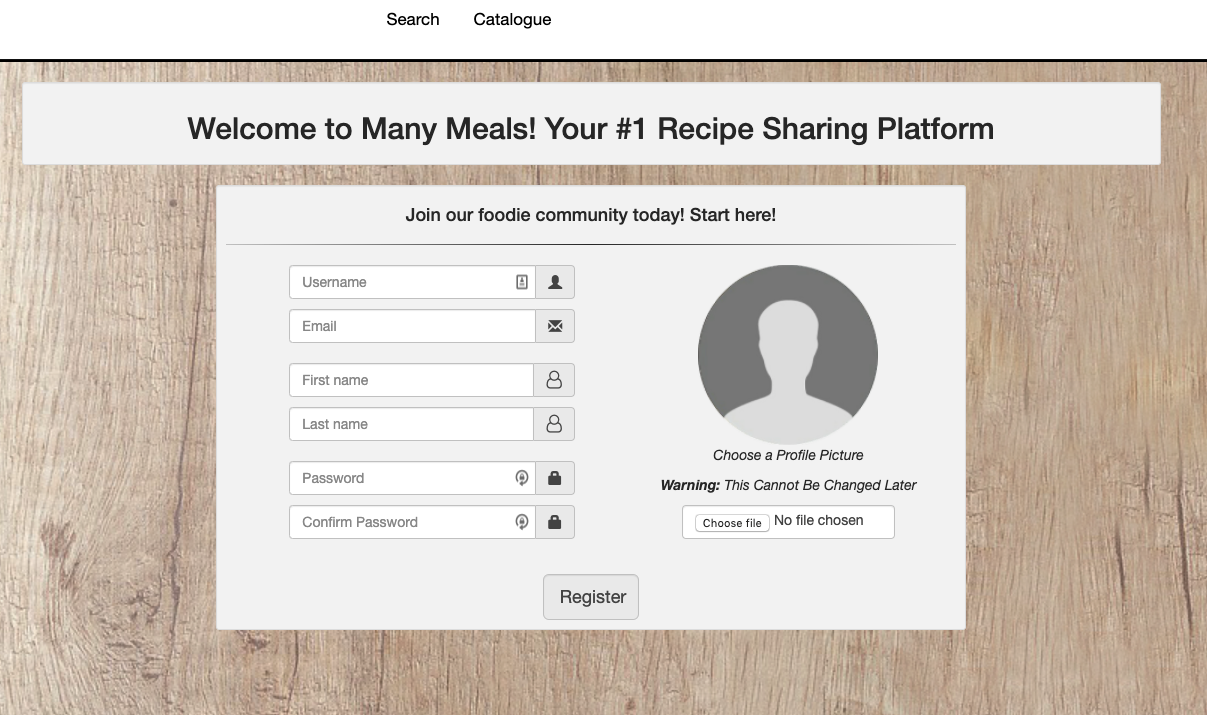 Search Catalogue
Welcome to Many Meals! Your #1 Recipe Sharing Platform
Join our foodie community today! Start here!
Username
Email
First name
Last name
Password
Confirm Password
Choose a Profile Picture
Warning: This Cannot Be Changed Later
Choose file No file chosen
Register